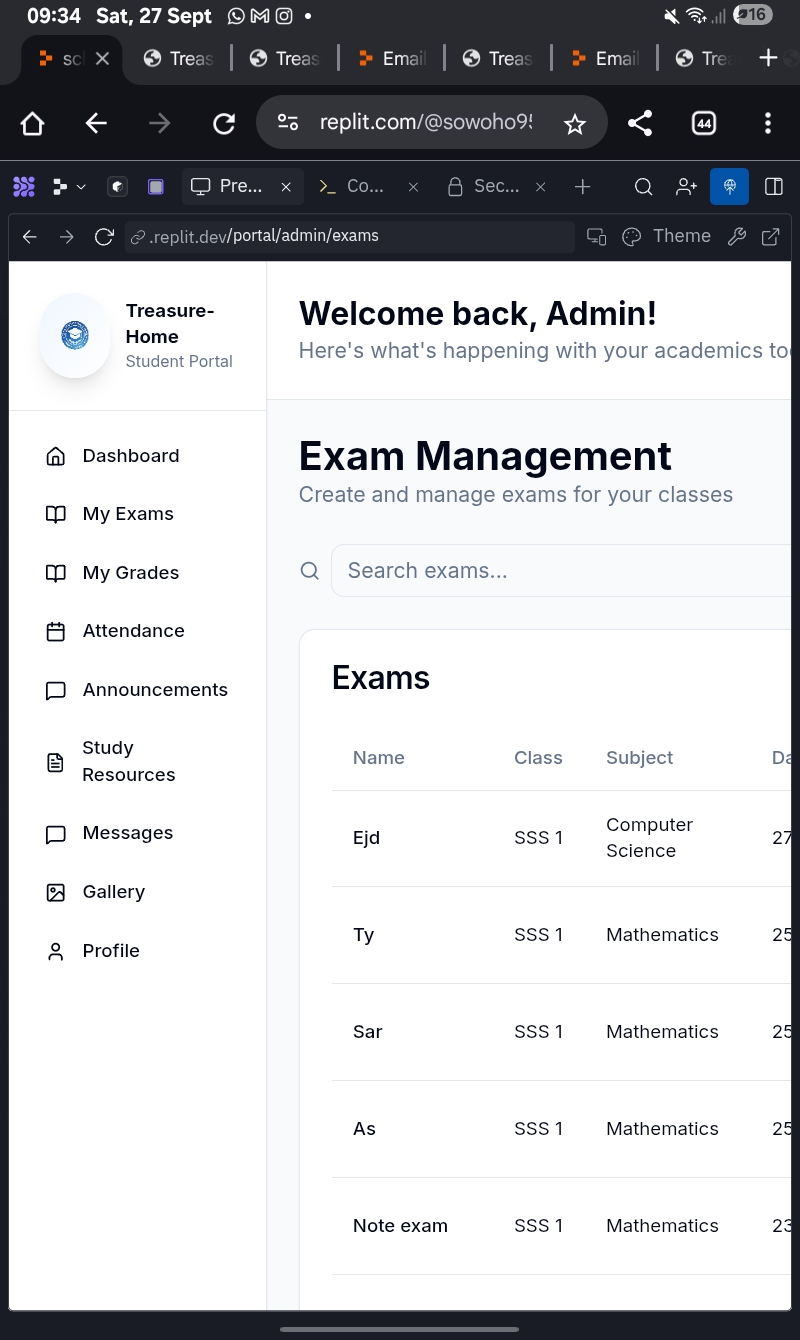 09:34 Sat, 27 Sept
16
sc
Treas
Treas
Email
Treas
Email
Trea
replit.com/@sowoho95
44
Pre...
Co...
Sec...
.replit.dev/portal/admin/exams
Theme
Treasure-
Home
Student Portal
Welcome back, Admin!
Here's what's happening with your academics to
Dashboard
My Exams
My Grades
Attendance
Announcements
Study
Resources
Messages
Gallery
Profile
Exam Management
Create and manage exams for your classes
Search exams...
Exams
Name Class Subject Da
Ejd SSS 1 Computer Science 27
Ty SSS 1 Mathematics 25
Sar SSS 1 Mathematics 25
As SSS 1 Mathematics 25
Note exam SSS 1 Mathematics 23